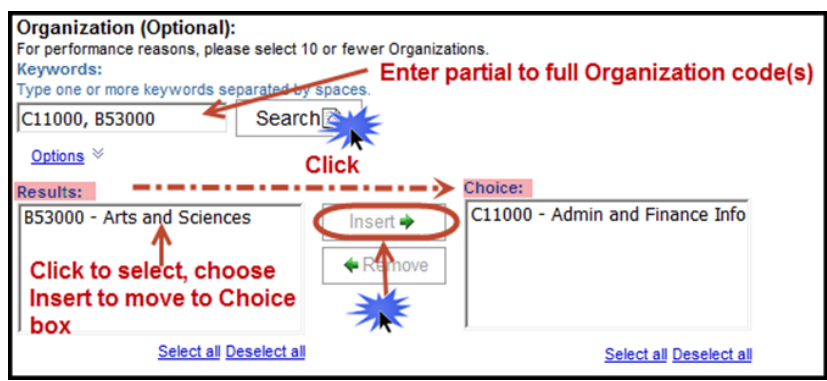 Organization (Optional):
For performance reasons, please select 10 or fewer Organizations.
Keywords:
Enter partial to full Organization code(s)
Type one or more keywords separated by spaces.
C11000, B53000
Search
Options
Click
Results:
Choice:
B53000 - Arts and Sciences
Insert
C11000 - Admin and Finance Info
Click to select, choose
Insert to move to Choice
box
Remove
Select all Deselect all
Select all Deselect all